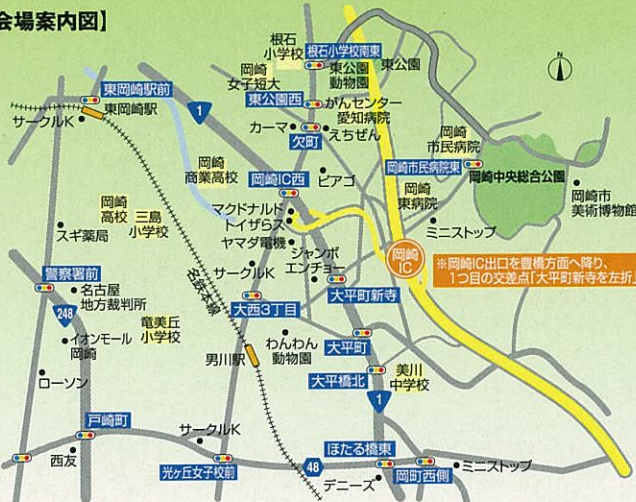 会場案内図】
根石
小学校
根石小学校南東
東公園
動物園
東公園
N
岡崎
女子短大
東岡崎駅前
東岡崎駅
サークルK
1
東公園西
がんセンター
愛知病院
カーマ
えちぜん
欠町
岡崎
市民病院
岡崎市民病院東
岡崎中央総合公園
岡崎
商業高校
岡崎IC西
ピアゴ
岡崎
東病院
岡崎市
美術博物館
マクドナルド
トイザらス
ヤマダ電機
ミニストップ
岡崎
高校
三島
小学校
スギ薬局
ジャンボ
エンチョー
岡崎
IC
※岡崎IC出口を豊橋方面へ降り、
1つ目の交差点「大平町新寺を左折」
警察署前
サークルK
名鉄本線
名古屋
地方裁判所
大西3丁目
大平町新寺
248
竜美丘
小学校
イオンモール
岡崎
わんわん
動物園
大平町
男川駅
大平橋北
美川
中学校
ローソン
1
戸崎町
サークルK
西友
光ヶ丘女子校前
48
ほたる橋東
岡町西側
ミニストップ
デニーズ